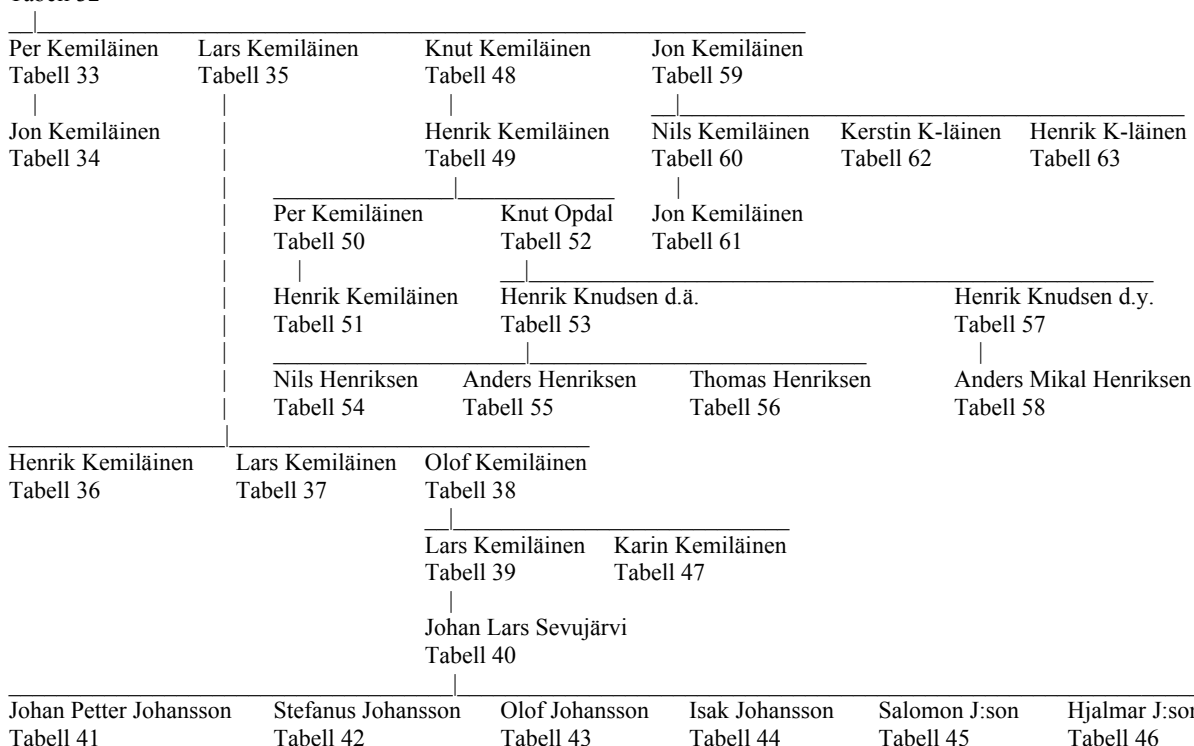 Per Kemiläinen Lars Kemiläinen Knut Kemiläinen Jon Kemiläinen
Tabell 33 Tabell 35 Tabell 48 Tabell 59
Jon Kemiläinen Henrik Kemiläinen Nils Kemiläinen Kerstin K-läinen Henrik K-läinen
Tabell 34 Tabell 49 Tabell 60 Tabell 62 Tabell 63
Per Kemiläinen Knut Opdal Jon Kemiläinen
Tabell 50 Tabell 52 Tabell 61
Henrik Kemiläinen Henrik Knudsen d.ä. Henrik Knudsen d.y.
Tabell 51 Tabell 53 Tabell 57
Nils Henriksen Anders Henriksen Thomas Henriksen Anders Mikal Henriksen
Tabell 54 Tabell 55 Tabell 56 Tabell 58
Henrik Kemiläinen Lars Kemiläinen Olof Kemiläinen
Tabell 36 Tabell 37 Tabell 38
Lars Kemiläinen Karin Kemiläinen
Tabell 39 Tabell 47
Johan Lars Sevujärvi
Tabell 40
Johan Petter Johansson Stefanus Johansson Olof Johansson Isak Johansson Salomon J:son Hjalmar J:son
Tabell 41 Tabell 42 Tabell 43 Tabell 44 Tabell 45 Tabell 46